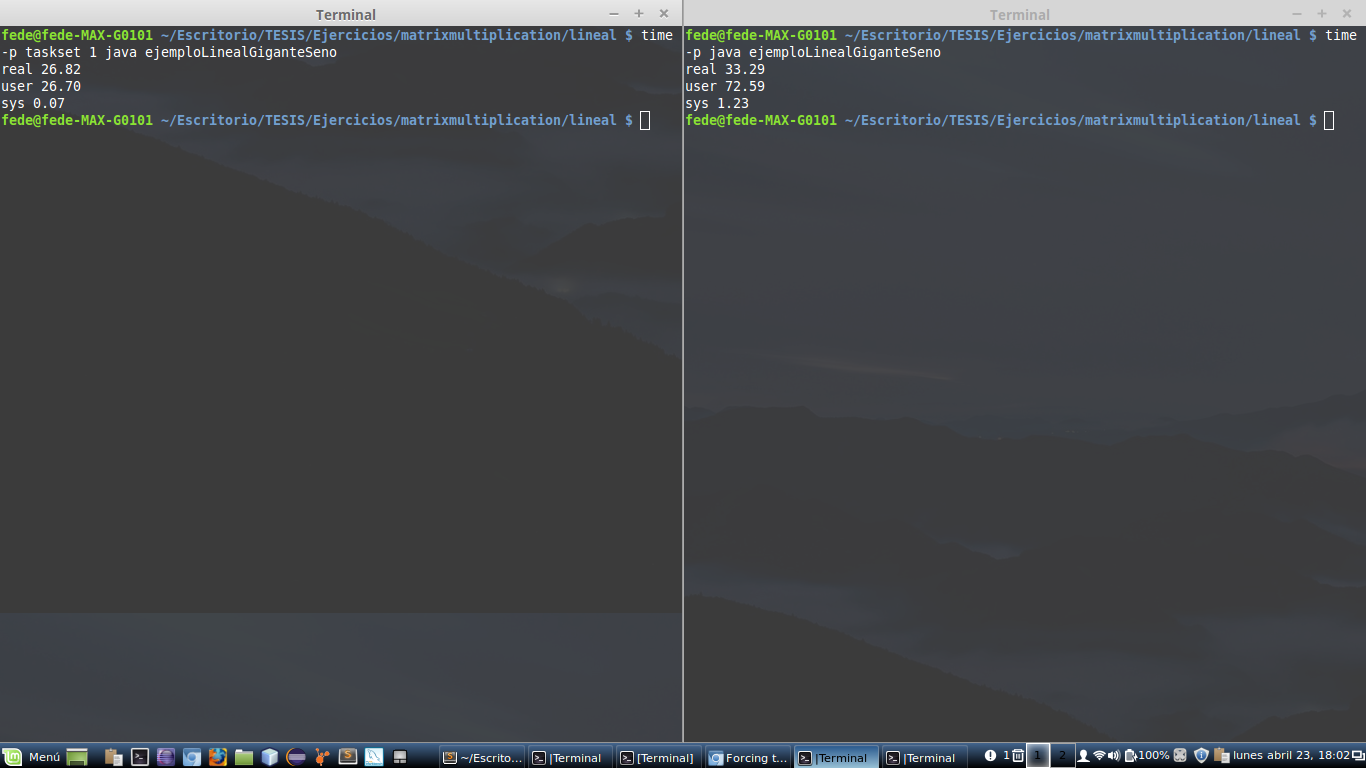 Terminal
fede@fede-MAX-G0101 ~/Escritorio/TESIS/Ejercicios/matrixmultiplication/lineal $ time
-p taskset 1 java ejemploLinealGiganteSeno
real 26.82
user 26.70
sys 0.07
fede@fede-MAX-G0101 ~/Escritorio/TESIS/Ejercicios/matrixmultiplication/lineal $
Terminal
fede@fede-MAX-G0101 ~/Escritorio/TESIS/Ejercicios/matrixmultiplication/lineal $ time
-p java ejemploLinealGiganteSeno
real 33.29
user 72.59
sys 1.23
fede@fede-MAX-G0101 ~/Escritorio/TESIS/Ejercicios/matrixmultiplication/lineal $
Menú ~/Escrito... |Terminal [Terminal] Forcing t... |Terminal |Terminal 1 1 2 100% lunes abril 23, 18:02